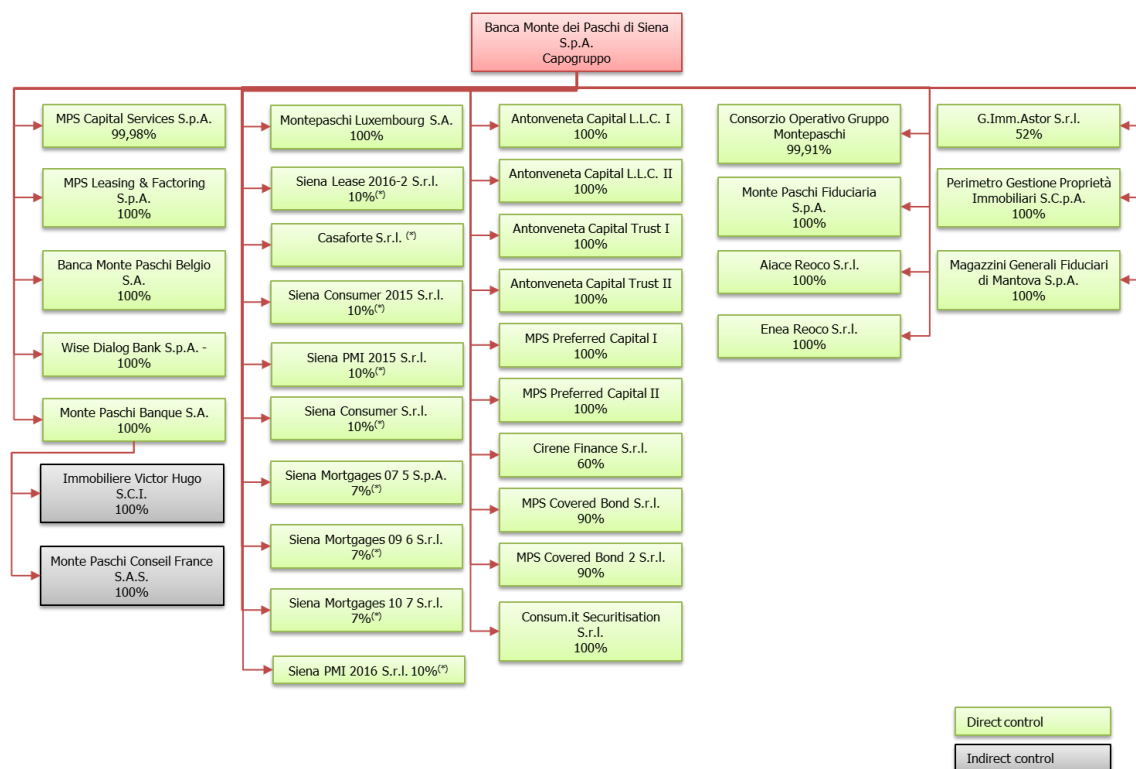 Banca Monte dei Paschi di Siena
S.p.A.
Capogruppo
MPS Capital Services S.p.A.
99,98%
MPS Leasing & Factoring
S.p.A.
100%
Banca Monte Paschi Belgio
S.A.
100%
Wise Dialog Bank S.p.A. -
100%
Monte Paschi Banque S.A.
100%
Immobiliere Victor Hugo
S.C.I.
100%
Monte Paschi Conseil France
S.A.S.
100%
Montepaschi Luxembourg S.A.
100%
Siena Lease 2016-2 S.r.l.
10%(*)
Casaforte S.r.l. (*)
Siena Consumer 2015 S.r.l.
10%(*)
Siena PMI 2015 S.r.l.
10%(*)
Siena Consumer S.r.l.
10%(*)
Siena Mortgages 07 5 S.p.A.
7%(*)
Siena Mortgages 09 6 S.r.l.
7%(*)
Siena Mortgages 10 7 S.r.l.
7%(*)
Siena PMI 2016 S.r.l. 10%(*)
Antonveneta Capital L.L.C. I
100%
Antonveneta Capital L.L.C. II
100%
Antonveneta Capital Trust I
100%
Antonveneta Capital Trust II
100%
MPS Preferred Capital I
100%
MPS Preferred Capital II
100%
Cirene Finance S.r.l.
60%
MPS Covered Bond S.r.l.
90%
MPS Covered Bond 2 S.r.l.
90%
Consum.it Securitisation
S.r.l.
100%
Consorzio Operativo Gruppo
Montepaschi
99,91%
Monte Paschi Fiduciaria
S.p.A.
100%
Aiace Reoco S.r.l.
100%
Enea Reoco S.r.l.
100%
G.Imm.Astor S.r.l.
52%
Perimetro Gestione Proprietà
Immobiliari S.C.p.A.
100%
Magazzini Generali Fiduciari
di Mantova S.p.A.
100%
Direct control
Indirect control